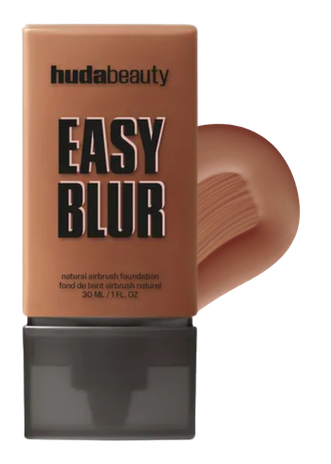 hudabeauty
EASY
BLUR
natural airbrush foundation
fond de teint airbrush naturel
30 ML / 1 FL. OZ